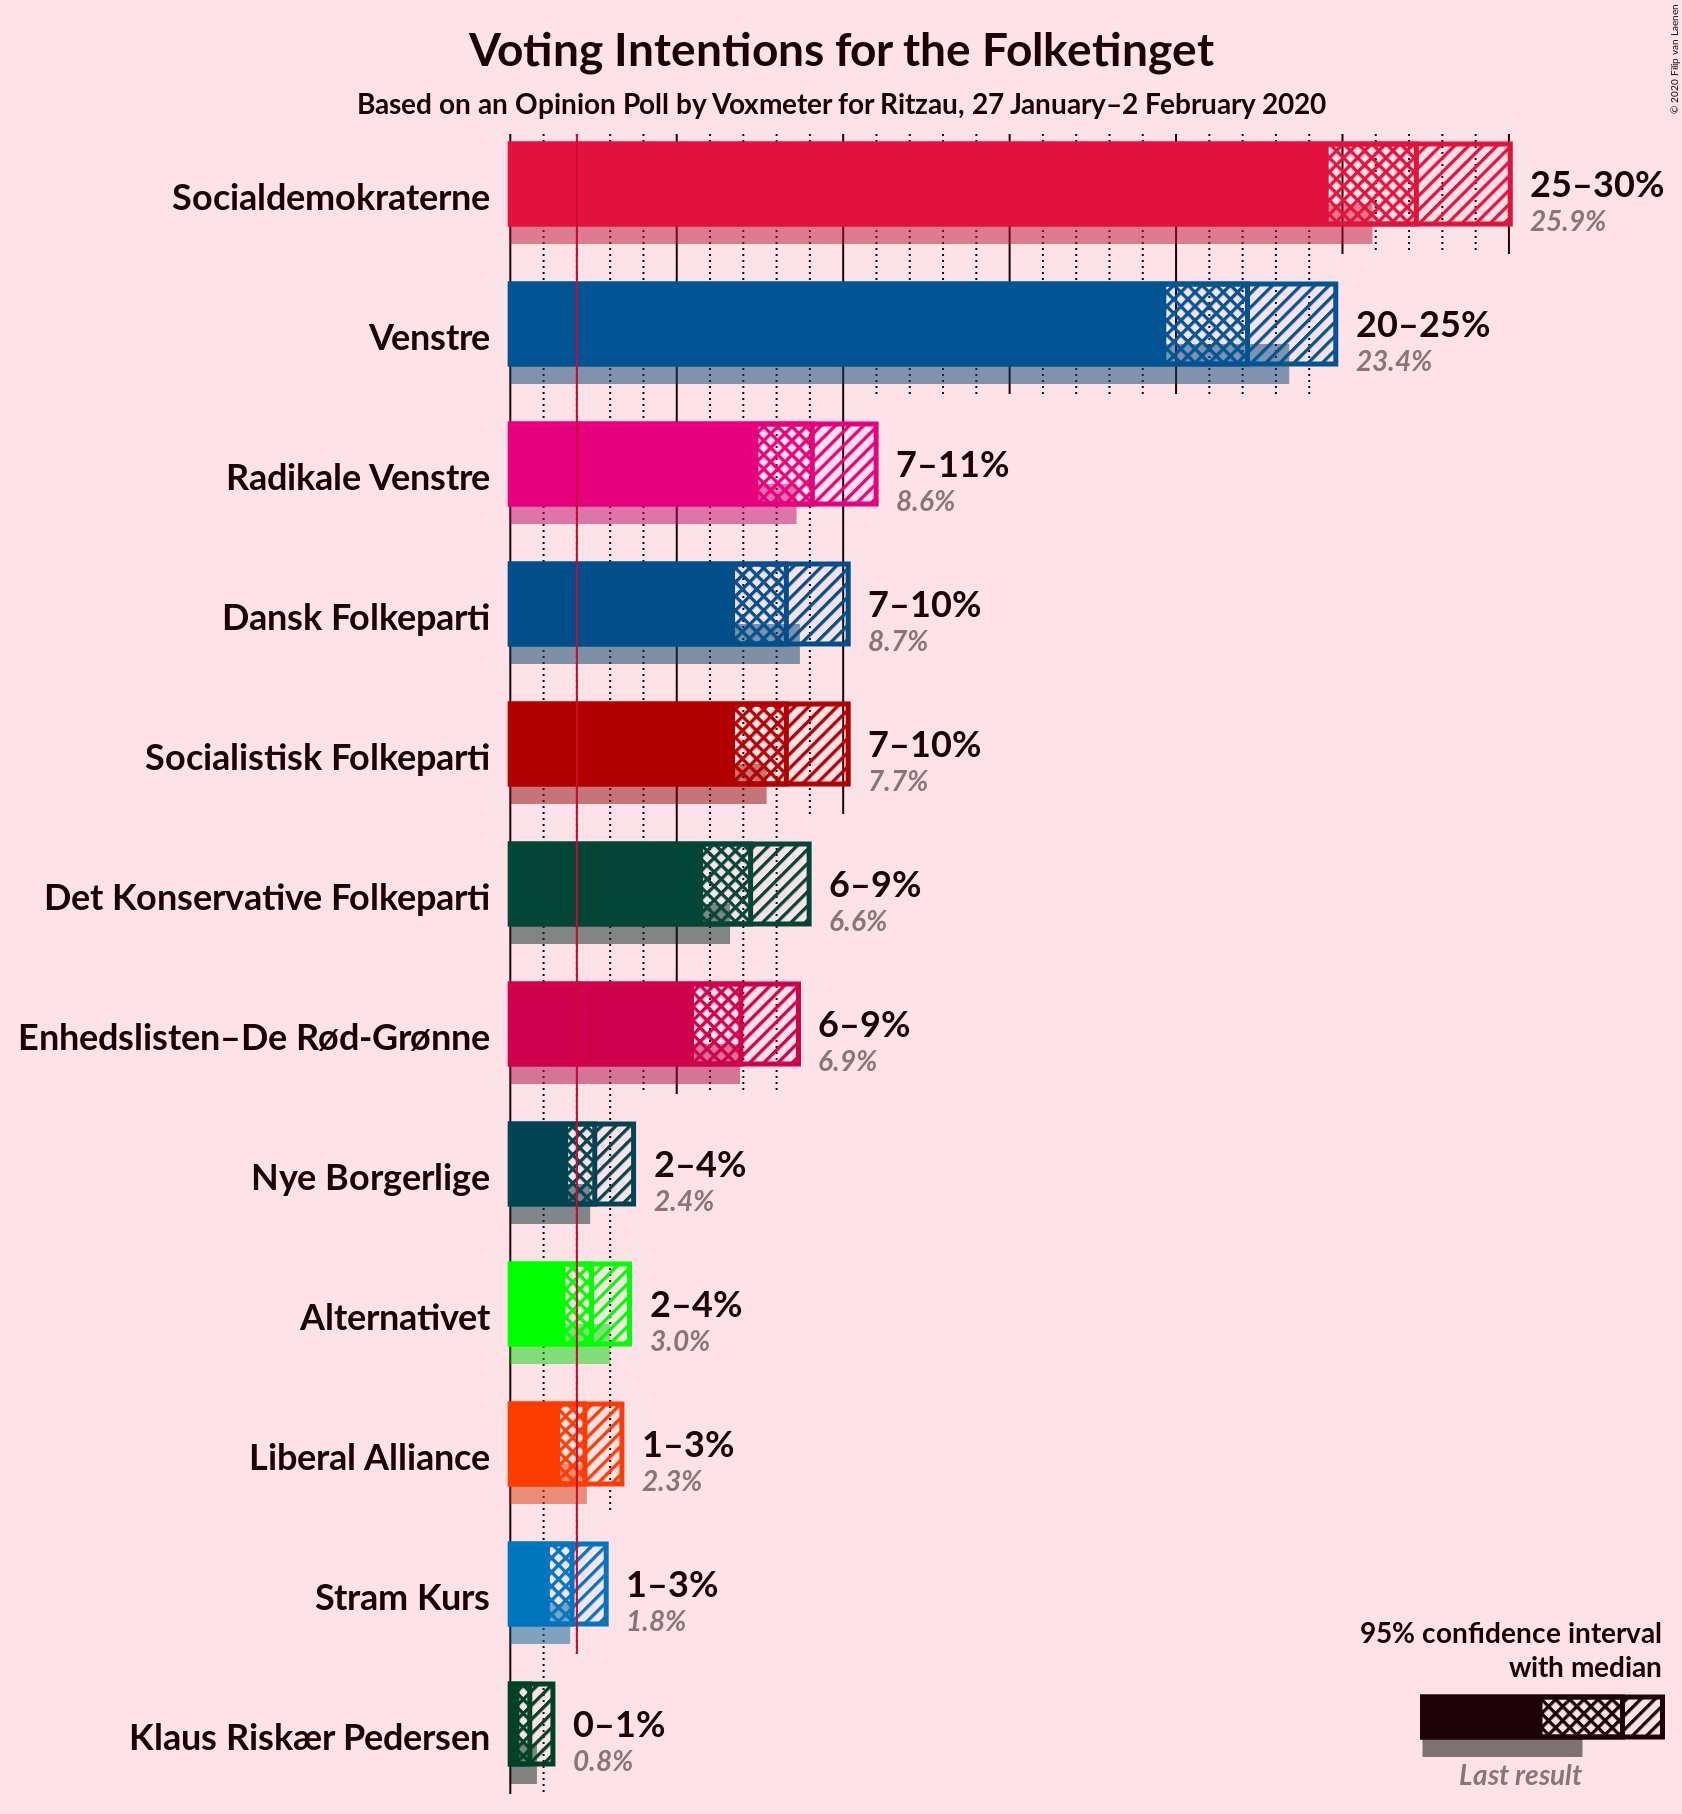 Voting Intentions for the Folketinget
Based on an Opinion Poll by Voxmeter for Ritzau, 27 January–2 February 2020
© 2020 Filip van Laenen
Socialdemokraterne
25–30%
25.9%
Venstre
20–25%
23.4%
Radikale Venstre
7–11%
8.6%
Dansk Folkeparti
7–10%
8.7%
Socialistisk Folkeparti
7–10%
7.7%
Det Konservative Folkeparti
6–9%
6.6%
Enhedslisten–De Rød-Grønne
6–9%
6.9%
Nye Borgerlige
2–4%
2.4%
Alternativet
2–4%
3.0%
Liberal Alliance
1–3%
2.3%
Stram Kurs
1–3%
1.8%
Klaus Riskær Pedersen
0–1%
0.8%
95% confidence interval
with median
Last result